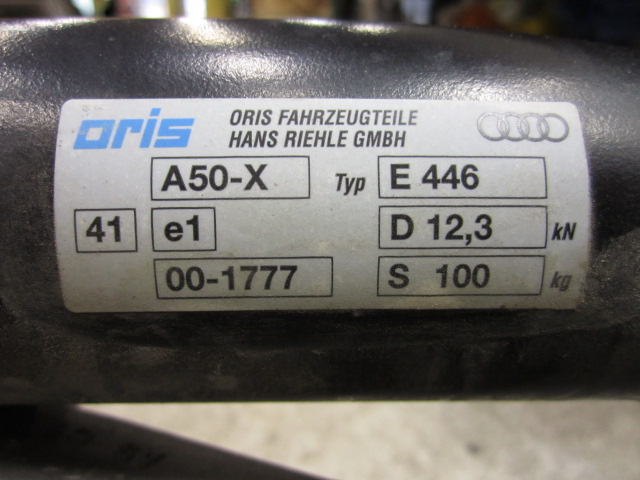 oris
ORIS FAHRZEUGTEILE
HANS RIEHLE GMBH
A50-X Typ E 446
41 e1 D 12,3 kN
00-1777 S 100 kg